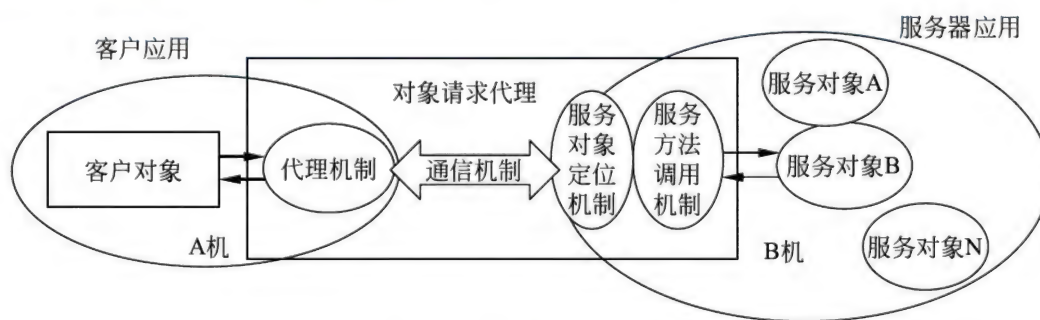 客户应用
服务器应用
对象请求代理
服务对象A
客户对象
代理机制
通信机制
服务
对象
定位
机制
服务
方法
调用
机制
服务对象B
A机
B机
服务对象N